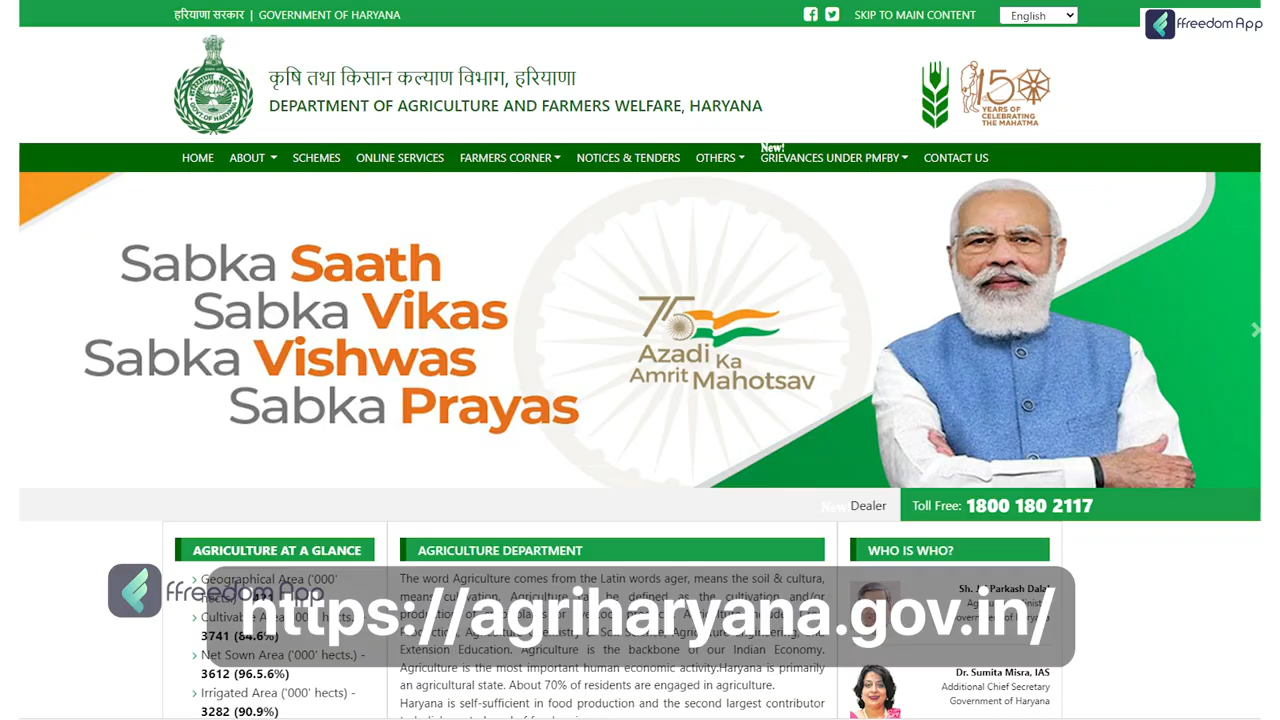 हरियाणा सरकार | GOVERNMENT OF HARYANA
SKIP TO MAIN CONTENT
English
ffreedom App
कृषि तथा किसान कल्याण विभाग, हरियाणा
DEPARTMENT OF AGRICULTURE AND FARMERS WELFARE, HARYANA
150
YEARS OF
CELEBRATING
THE MAHATMA
HOME ABOUT SCHEMES ONLINE SERVICES FARMERS CORNER NOTICES & TENDERS OTHERS GRIEVANCES UNDER PMFBY CONTACT US
New!
Sabka Saath
Sabka Vikas
Sabka Vishwas
Sabka Prayas
75
Azadi Ka
Amrit Mahotsav
New
Dealer
Toll Free: 1800 180 2117
AGRICULTURE AT A GLANCE
Geographical Area ('000'
Cultivable Area ('000'
3741 (84.6%)
Net Sown Area ('000' hects.) -
3612 (96.5.6%)
Irrigated Area ('000' hects) -
3282 (90.9%)
AGRICULTURE DEPARTMENT
The word Agriculture comes from the Latin words ager, means the soil & cultura,
Extension Education. Agriculture is the backbone of our Indian Economy.
Agriculture is the most important human economic activity.Haryana is primarily
an agricultural state. About 70% of residents are engaged in agriculture.
Haryana is self-sufficient in food production and the second largest contributor
WHO IS WHO?
Parkash Dalal
Dr. Sumita Misra, IAS
Additional Chief Secretary
Government of Haryana
ffreedom App
https://agriharyana.gov.in/